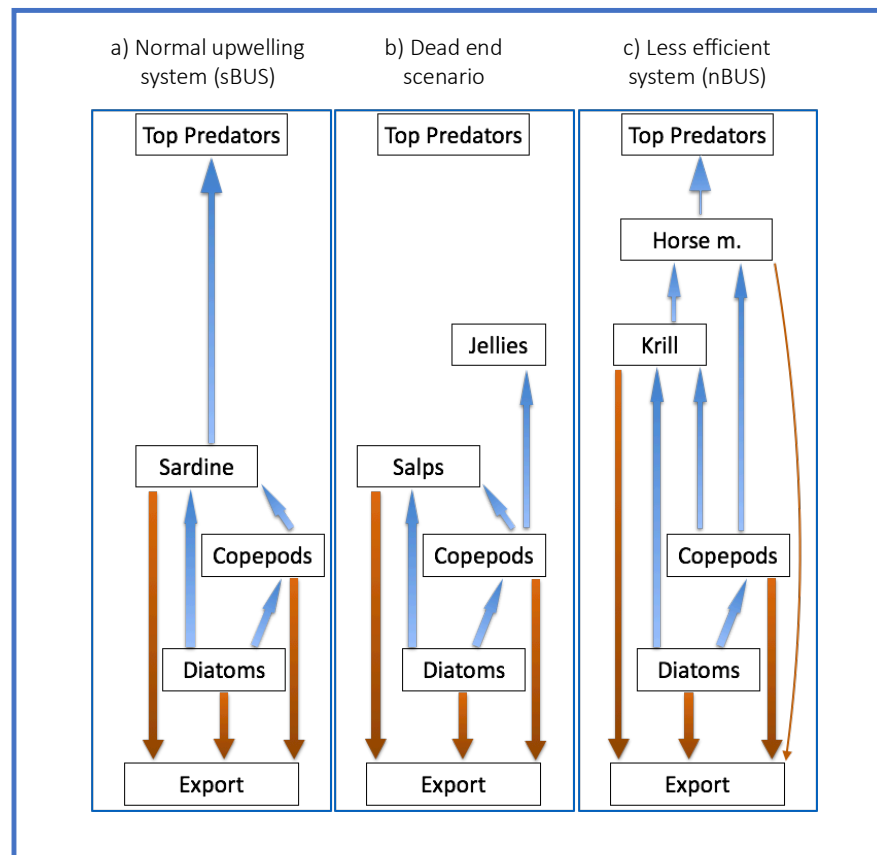 a) Normal upwelling
system (sBUS)
Top Predators
Sardine
Copepods
Diatoms
Export
b) Dead end
scenario
Top Predators
Jellies
Salps
Copepods
Diatoms
Export
c) Less efficient
system (nBUS)
Top Predators
Horse m.
Krill
Copepods
Diatoms
Export